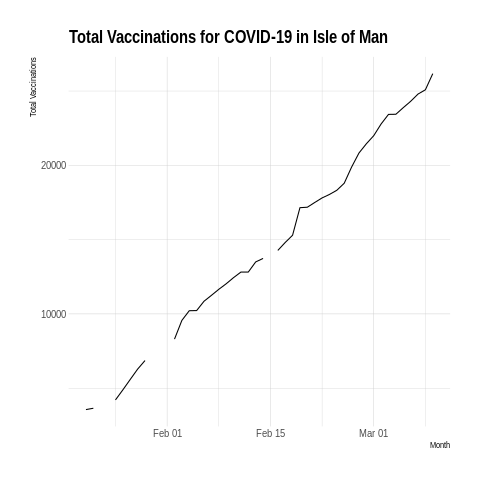 Total Vaccinations for COVID-19 in Isle of Man
Total Vaccinations
20000
10000
Feb 01
Feb 15
Mar 01
Month